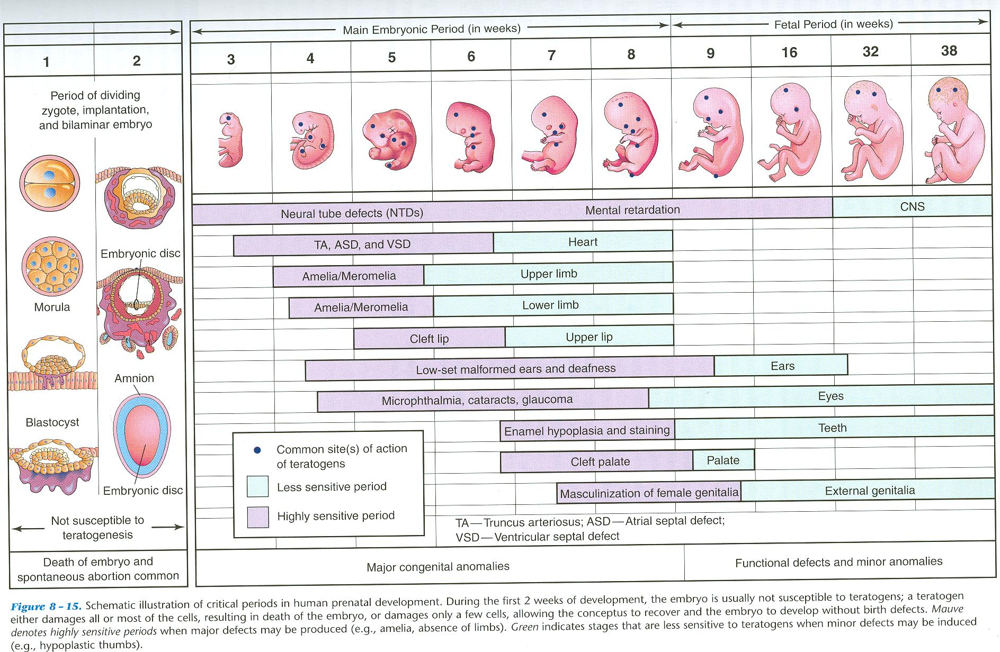 Main Embryonic Period (in weeks)
Fetal Period (in weeks)
1
2
3
4
5
6
7
8
9
16
32
38
Period of dividing
zygote, implantation,
and bilaminar embryo
Embryonic disc
Morula
Amnion
Blastocyst
Embryonic disc
Not susceptible to
teratogenesis
Death of embryo and
spontaneous abortion common
Neural tube defects (NTDs)
Mental retardation
CNS
TA, ASD, and VSD
Heart
Amelia/Meromelia
Upper limb
Amelia/Meromelia
Lower limb
Cleft lip
Upper lip
Low-set malformed ears and deafness
Ears
Microphthalmia, cataracts, glaucoma
Eyes
Enamel hypoplasia and staining
Teeth
Cleft palate
Palate
Masculinization of female genitalia
External genitalia
Common site(s) of action
of teratogens
Less sensitive period
Highly sensitive period
TA—Truncus arteriosus; ASD—Atrial septal defect;
VSD—Ventricular septal defect
Major congenital anomalies
Functional defects and minor anomalies
Figure 8–15. Schematic illustration of critical periods in human prenatal development. During the first 2 weeks of development, the embryo is usually not susceptible to teratogens; a teratogen
either damages all or most of the cells, resulting in death of the embryo, or damages only a few cells, allowing the conceptus to recover and the embryo to develop without birth defects. Mauve
denotes highly sensitive periods when major defects may be produced (e.g., amelia, absence of limbs). Green indicates stages that are less sensitive to teratogens when minor defects may be induced
(e.g., hypoplastic thumbs).